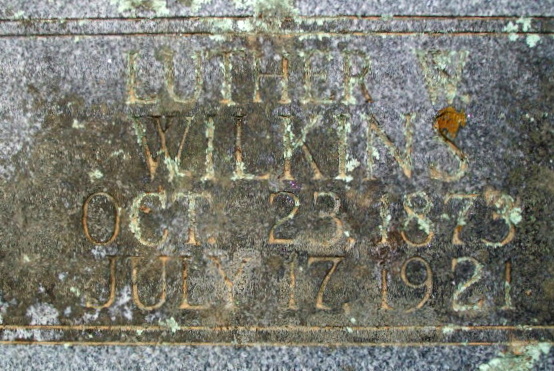 LUTHER W.
WILKINS
OCT. 23, 1873
JULY 17, 1921